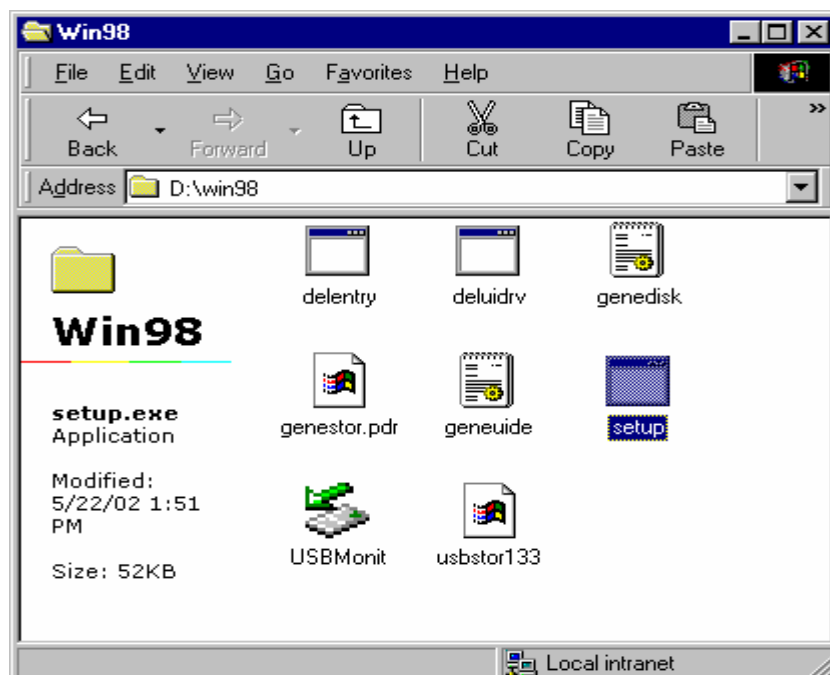 Win98
File Edit View Go Favorites Help
Back Forward Up Cut Copy Paste »
Address D:\win98
Win98
setup.exe
Application
Modified:
5/22/02 1:51
PM
Size: 52KB
delentry deluidrv genedisk
genestor.pdr geneuide setup
USBMonit usbstor133
Local intranet